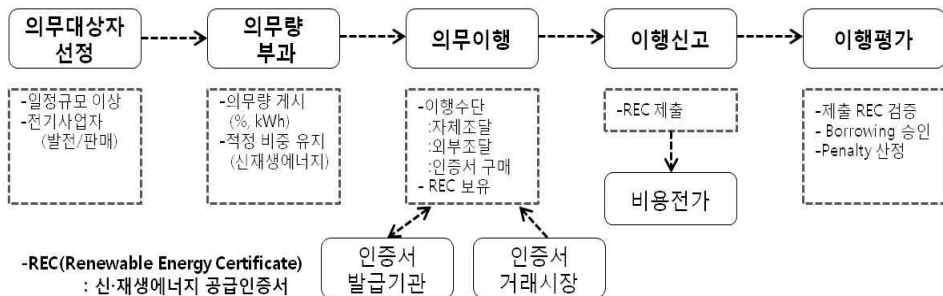 의무대상자
선정
의무량
부과
의무이행
이행신고
이행평가
-일정규모 이상
-전기사업자
(발전/판매)
-의무량 게시
(%, kWh)
-적정 비중 유지
(신재생에너지)
-이행수단
:자체조달
:외부조달
:인증서 구매
- REC 보유
-REC 제출
-제출 REC 검증
- Borrowing 승인
-Penalty 산정
비용전가
인증서
발급기관
인증서
거래시장
-REC(Renewable Energy Certificate)
: 신·재생에너지 공급인증서